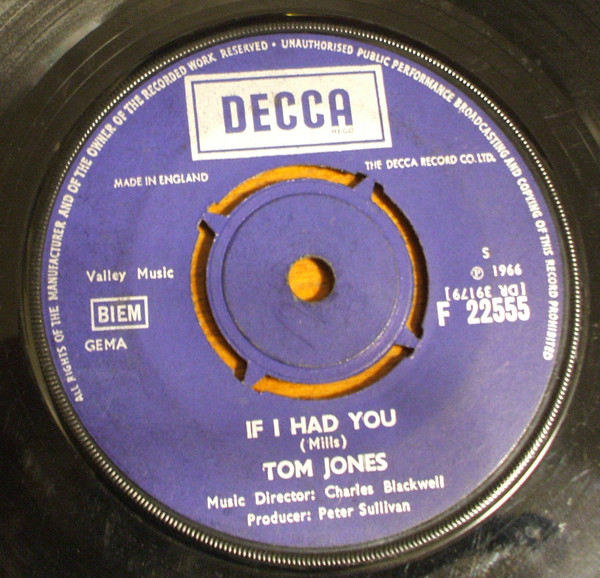 ALL RIGHTS OF THE MANUFACTURER AND OF THE OWNER OF THE RECORDED WORK RESERVED • UNAUTHORISED PUBLIC PERFORMANCE BROADCASTING AND COPYING OF THIS RECORD PROHIBITED
DECCA
MADE IN ENGLAND
THE DECCA RECORD CO. LTD.
Valley Music
BIEM
GEMA
S
℗ 1966
[DR. 39179]
F 22555
IF I HAD YOU
(Mills)
TOM JONES
Music Director: Charles Blackwell
Producer: Peter Sullivan